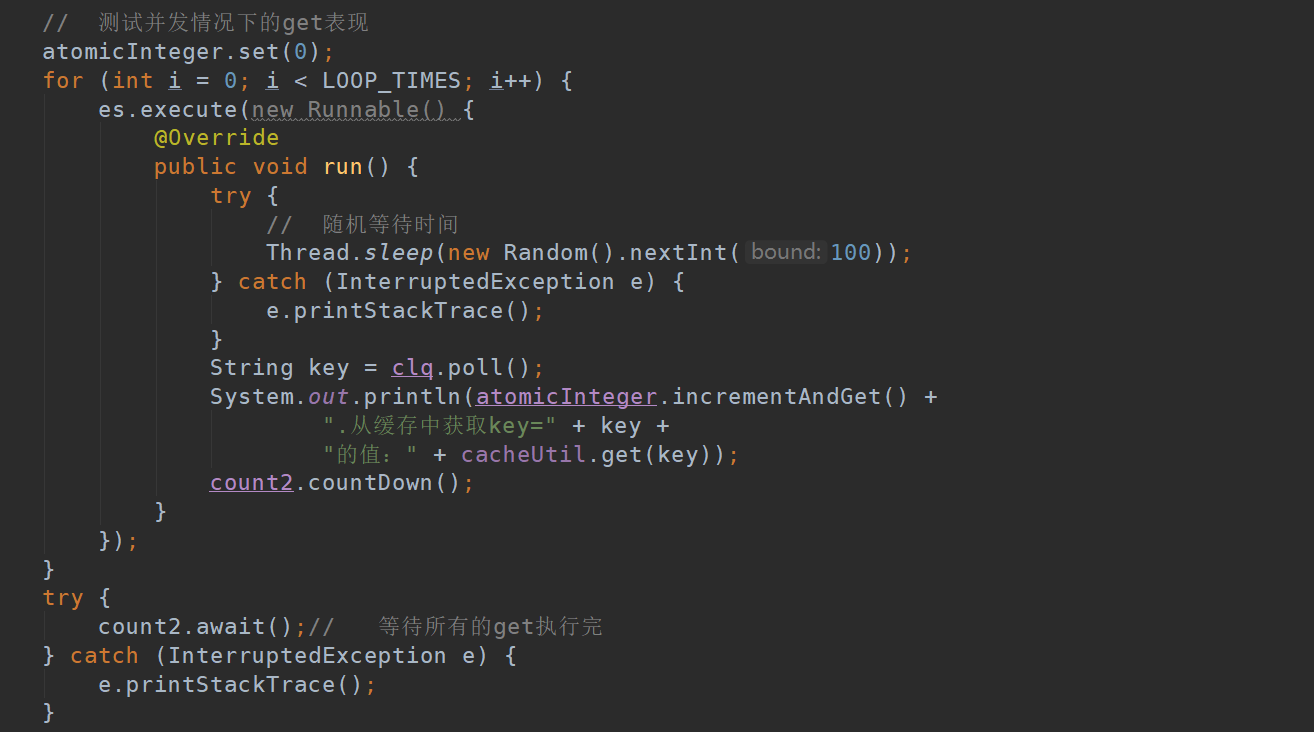 //  测试并发情况下的get表现
atomicInteger.set(0);
for (int i = 0; i < LOOP_TIMES; i++) {
    es.execute(new Runnable() {
        @Override
        public void run() {
            try {
                //  随机等待时间
                Thread.sleep(new Random().nextInt( bound: 100));
            } catch (InterruptedException e) {
                e.printStackTrace();
            }
            String key = clq.poll();
            System.out.println(atomicInteger.incrementAndGet() +
                    ".从缓存中获取key=" + key +
                    "的值：" + cacheUtil.get(key));
            count2.countDown();
        }
    });
}
try {
    count2.await();//   等待所有的get执行完
} catch (InterruptedException e) {
    e.printStackTrace();
}